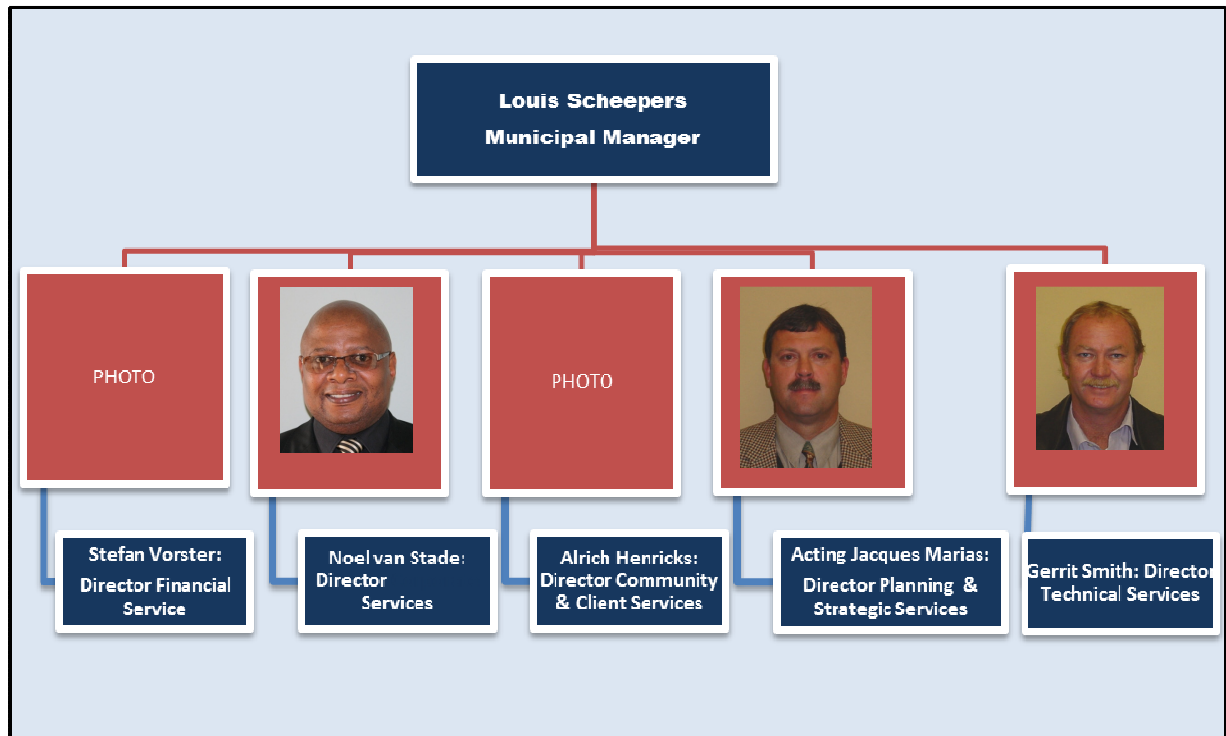 Louis Scheepers
Municipal Manager
PHOTO
PHOTO
Stefan Vorster:
Director Financial
Service
Noel van Stade:
Director
Services
Alrich Henricks:
Director Community
& Client Services
Acting Jacques Marias:
Director Planning &
Strategic Services
Gerrit Smith: Director
Technical Services